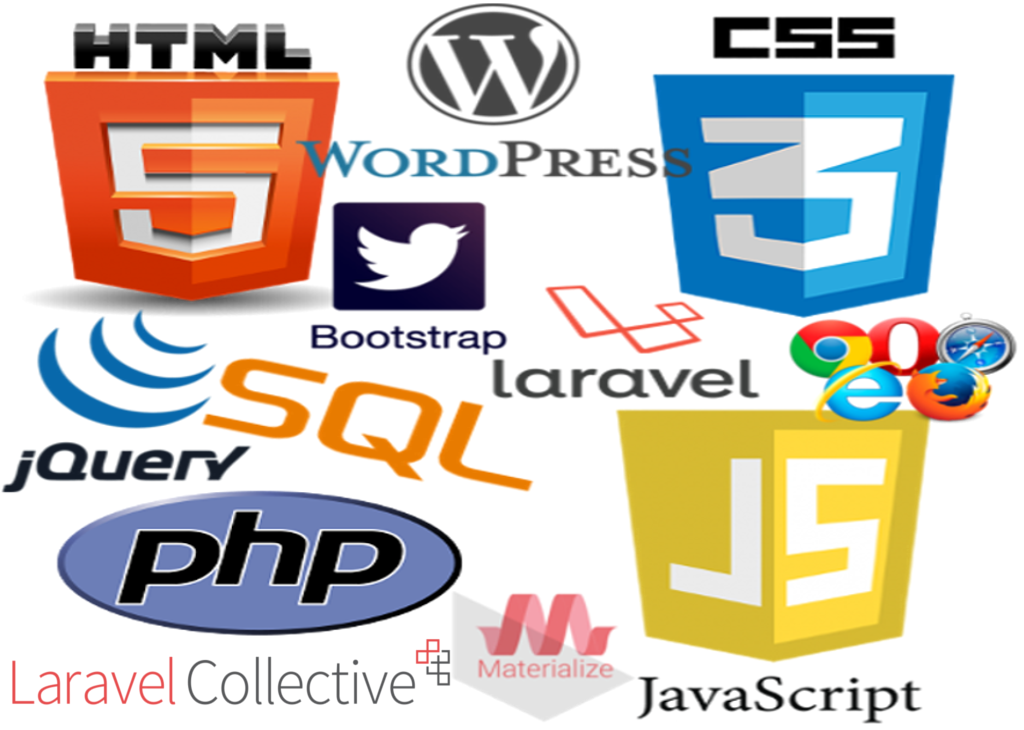 HTML
5
W
WORDPRESS
CSS
3
Bootstrap
laravel
jQuery
SQL
JS
php
Materialize
Laravel Collective
JavaScript